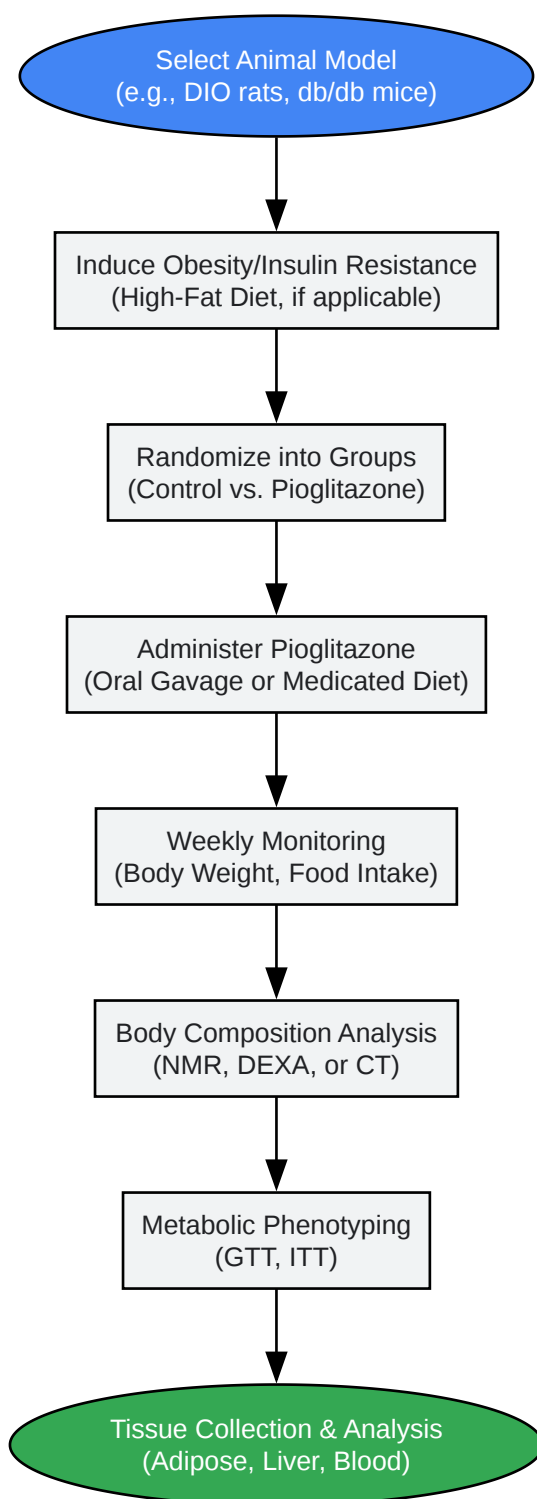 Select Animal Model
(e.g., DIO rats, db/db mice)
Induce Obesity/Insulin Resistance
(High-Fat Diet, if applicable)
Randomize into Groups
(Control vs. Pioglitazone)
Administer Pioglitazone
(Oral Gavage or Medicated Diet)
Weekly Monitoring
(Body Weight, Food Intake)
Body Composition Analysis
(NMR, DEXA, or CT)
Metabolic Phenotyping
(GTT, ITT)
Tissue Collection & Analysis
(Adipose, Liver, Blood)